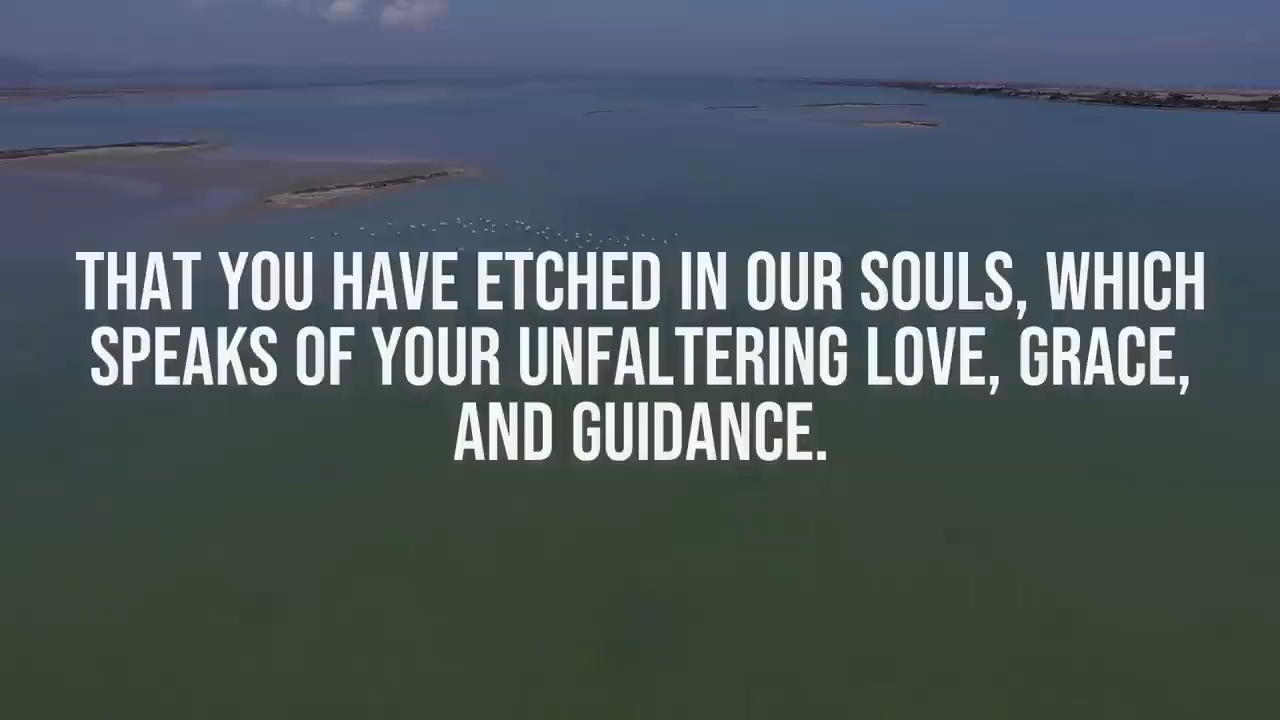 THAT YOU HAVE ETCHED IN OUR SOULS, WHICH
SPEAKS OF YOUR UNFALTERING LOVE, GRACE,
AND GUIDANCE.